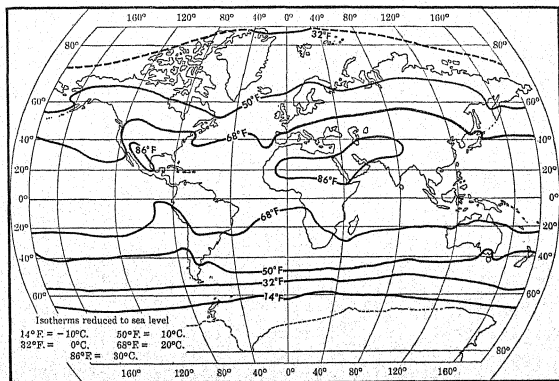 160° 120° 80° 40° 0° 40° 80° 120° 160°
32°F.
80° 80°
60° 50°F. 60°
40° 68°F. 40°
86°F.
20° 86°F. 20°
0° 0°
20° 68°F. 20°
40° 40°
50°F.
32°F.
60° 14°F. 60°
Isotherms reduced to sea level
14°F. = -10°C. 50°F. = 10°C.
32°F. = 0°C. 68°F. = 20°C.
86°F. = 30°C.
160° 120° 80° 40° 0° 40° 80° 120° 160°